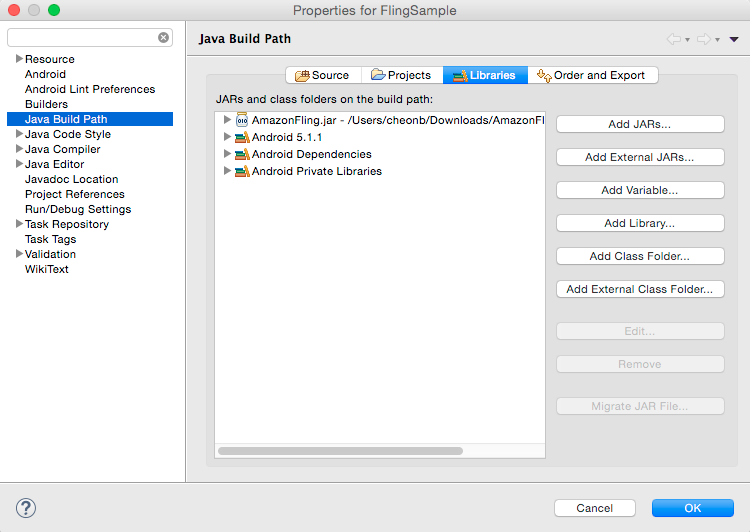 Properties for FlingSample
Java Build Path
Resource
Android
Android Lint Preferences
Builders
Java Build Path
Java Code Style
Java Compiler
Java Editor
Javadoc Location
Project References
Run/Debug Settings
Task Repository
Task Tags
Validation
WikiText
Source
Projects
Libraries
Order and Export
JARs and class folders on the build path:
AmazonFling.jar - /Users/cheonb/Downloads/AmazonFl
Android 5.1.1
Android Dependencies
Android Private Libraries
Add JARs...
Add External JARs...
Add Variable...
Add Library...
Add Class Folder...
Add External Class Folder...
Edit...
Remove
Migrate JAR File...
?
Cancel
OK